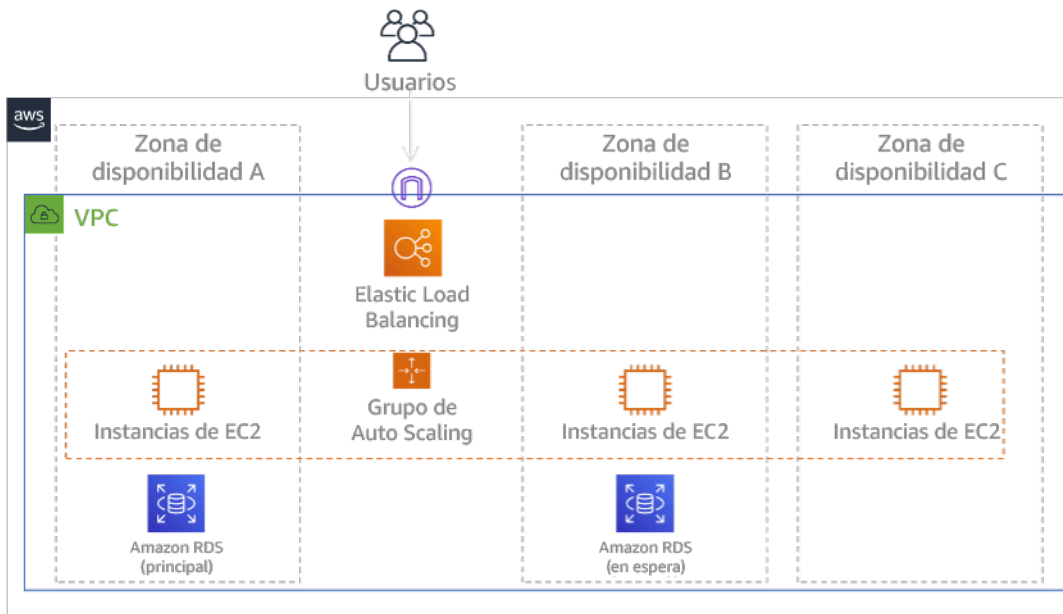 Usuarios
aws
Zona de
disponibilidad A
Zona de
disponibilidad B
Zona de
disponibilidad C
VPC
Elastic Load
Balancing
Instancias de EC2
Grupo de
Auto Scaling
Instancias de EC2
Instancias de EC2
Amazon RDS
(principal)
Amazon RDS
(en espera)